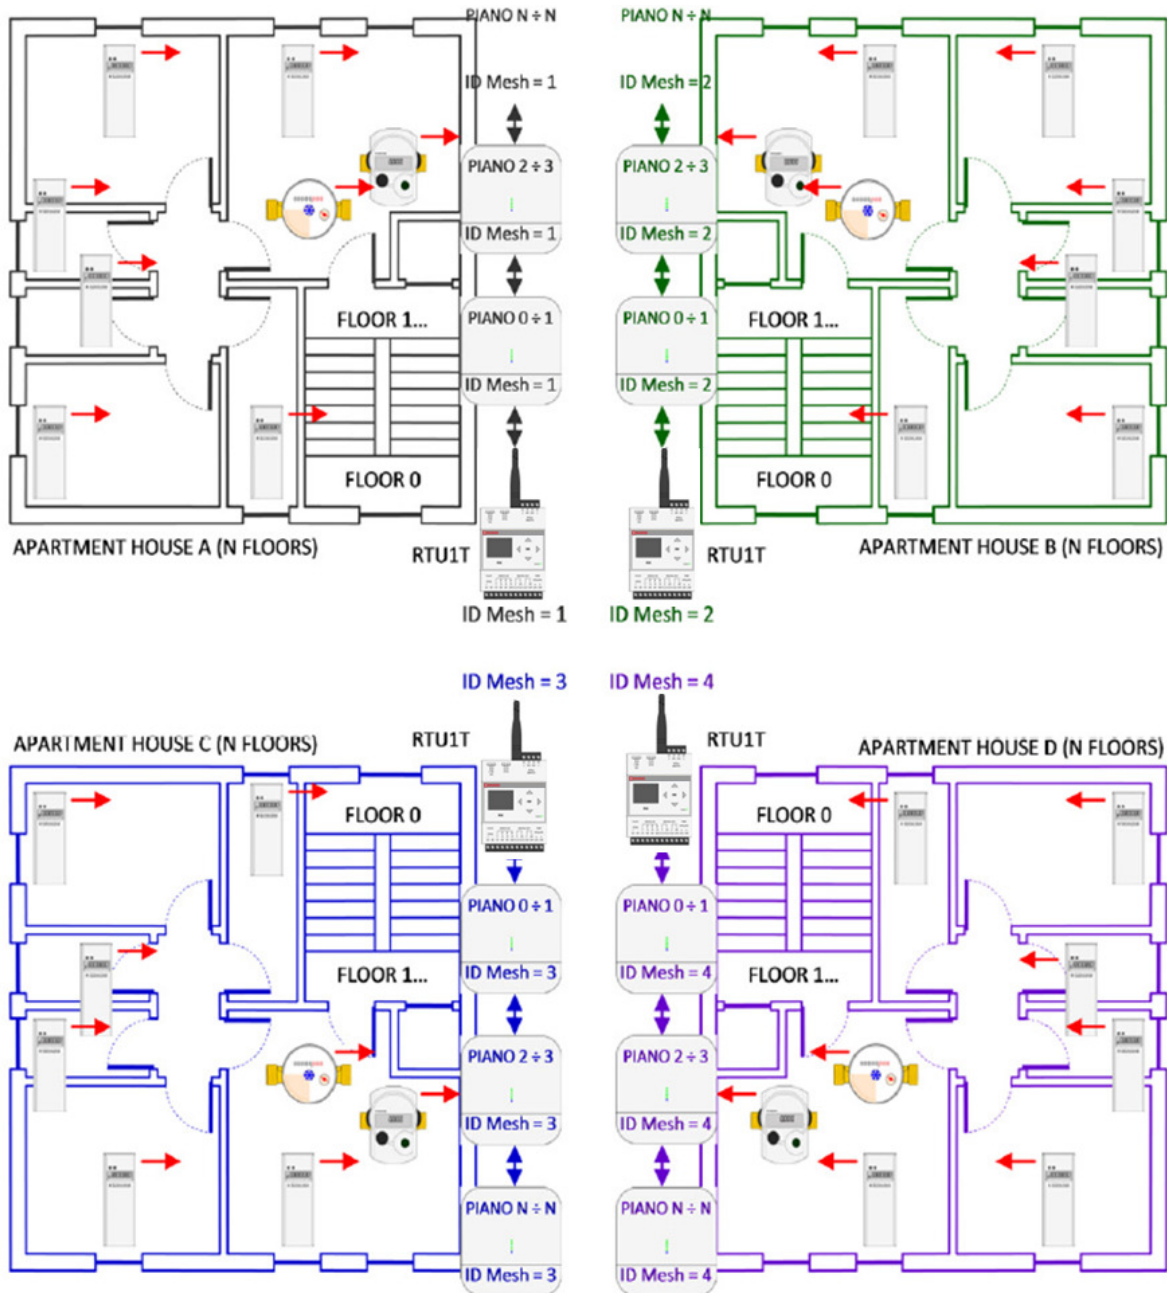 PIANO N ÷ N
ID Mesh = 1
PIANO 2 ÷ 3
ID Mesh = 1
PIANO 0 ÷ 1
ID Mesh = 1
FLOOR 1...
FLOOR 0
APARTMENT HOUSE A (N FLOORS)
RTU1T
ID Mesh = 1
PIANO N ÷ N
ID Mesh = 2
PIANO 2 ÷ 3
ID Mesh = 2
PIANO 0 ÷ 1
ID Mesh = 2
FLOOR 1...
FLOOR 0
RTU1T
APARTMENT HOUSE B (N FLOORS)
ID Mesh = 2
ID Mesh = 3
APARTMENT HOUSE C (N FLOORS)
RTU1T
FLOOR 0
PIANO 0 ÷ 1
ID Mesh = 3
FLOOR 1...
PIANO 2 ÷ 3
ID Mesh = 3
PIANO N ÷ N
ID Mesh = 3
ID Mesh = 4
RTU1T
APARTMENT HOUSE D (N FLOORS)
FLOOR 0
PIANO 0 ÷ 1
ID Mesh = 4
FLOOR 1...
PIANO 2 ÷ 3
ID Mesh = 4
PIANO N ÷ N
ID Mesh = 4